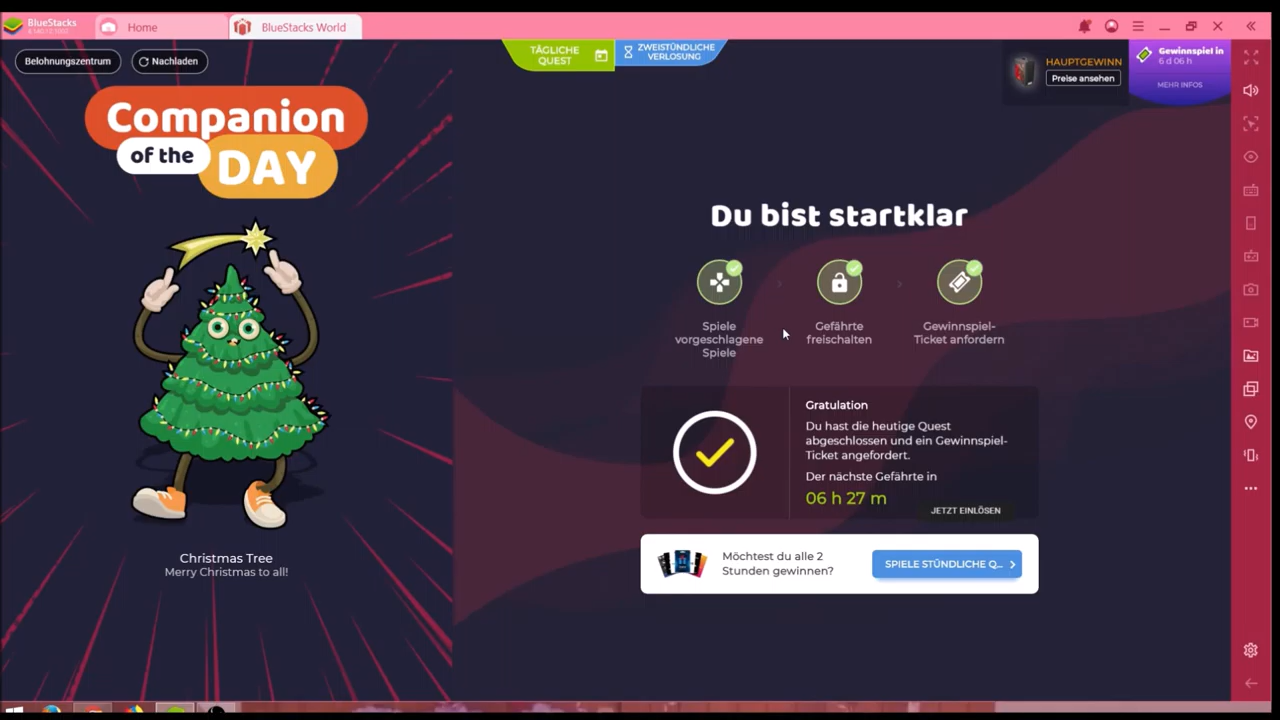 BlueStacks
Home
BlueStacks World
Belohnungszentrum
Nachladen
TÄGLICHE
QUEST
ZWEISTÜNDLICHE
VERLOSUNG
HAUPTGEWINN
Preise ansehen
Gewinnspiel in
6 d 06 h
MEHR INFOS
Companion
of the
DAY
Christmas Tree
Merry Christmas to all!
Du bist startklar
Spiele
vorgeschlagene
Spiele
Gefährte
freischalten
Gewinnspiel-
Ticket anfordern
Gratulation
Du hast die heutige Quest
abgeschlossen und ein Gewinnspiel-
Ticket angefordert.
Der nächste Gefährte in
06 h 27 m
JETZT EINLÖSEN
Möchtest du alle 2
Stunden gewinnen?
SPIELE STÜNDLICHE Q...